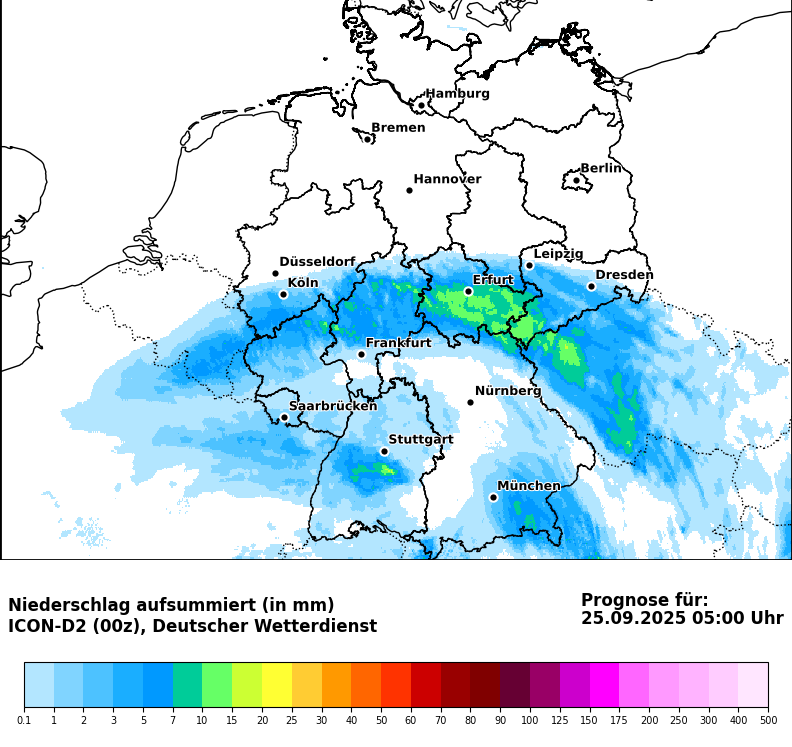 Hamburg
Bremen
Berlin
Hannover
Leipzig
Düsseldorf
Dresden
Köln
Erfurt
Frankfurt
Nürnberg
Saarbrücken
Stuttgart
München
Niederschlag aufsummiert (in mm)
ICON-D2 (00z), Deutscher Wetterdienst
Prognose für:
25.09.2025 05:00 Uhr
0.1 1 2 3 5 7 10 15 20 25 30 40 50 60 70 80 90 100 125 150 175 200 250 300 400 500